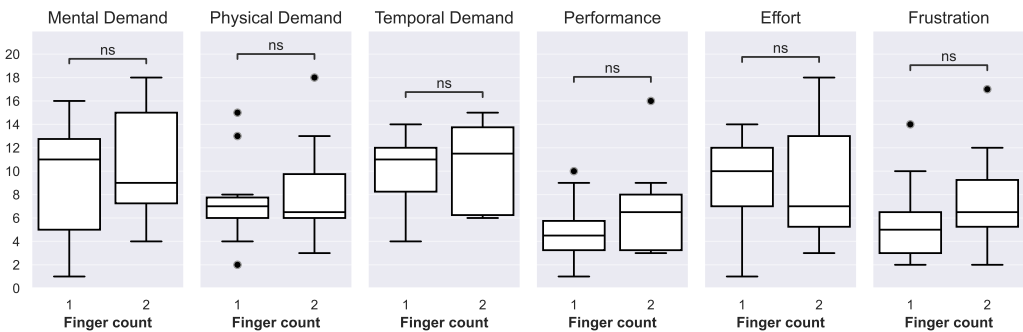 Mental Demand Physical Demand Temporal Demand Performance Effort Frustration
20
18
16
14
12
10
8
6
4
2
0
ns ns ns ns ns ns
1 2 1 2 1 2 1 2 1 2 1 2
Finger count Finger count Finger count Finger count Finger count Finger count